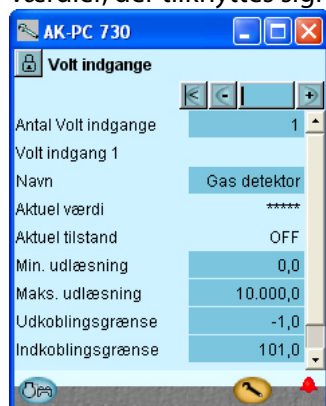 AK-PC 730
Volt indgange
Antal Volt indgange 1
Volt indgang 1
Navn Gas detektor
Aktuel værdi *****
Aktuel tilstand OFF
Min. udlæsning 0,0
Maks. udlæsning 10.000,0
Udkoblingsgrænse -1,0
Indkoblingsgrænse 101,0